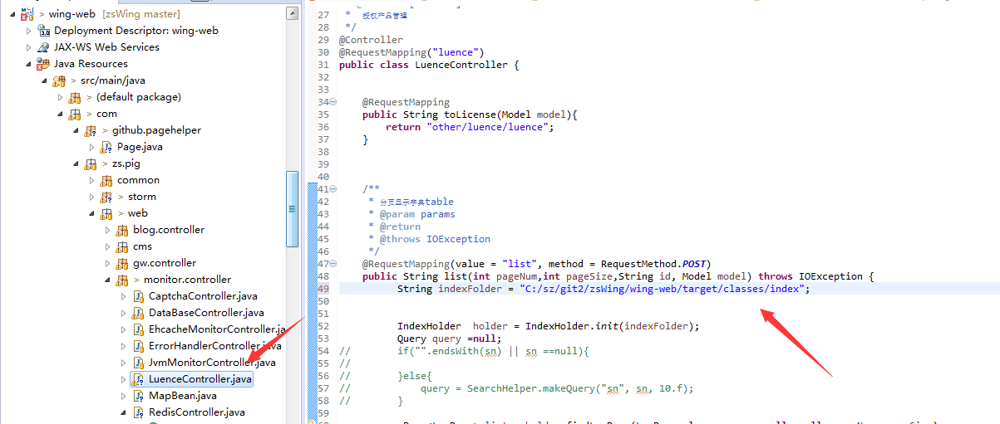 wing-web [zsWing master]
Deployment Descriptor: wing-web
JAX-WS Web Services
Java Resources
src/main/java
(default package)
com
github.pagehelper
Page.java
zs.pig
common
storm
web
blog.controller
cms
gw.controller
monitor.controller
CaptchaController.java
DataBaseController.java
EhcacheMonitorController.ja
ErrorHandlerController.java
JvmMonitorController.java
LuenceController.java
MapBean.java
RedisController.java
27 * 授权产品管理
28 */
29 @Controller
30 @RequestMapping("luence")
31 public class LuenceController {
32
33
34 @RequestMapping
35 public String toLicense(Model model){
36 return "other/luence/luence";
37 }
38
39
40
41 /**
42 * 分页显示字典table
43 * @param params
44 * @return
45 * @throws IOException
46 */
47 @RequestMapping(value = "list", method = RequestMethod.POST)
48 public String list(int pageNum,int pageSize,String id, Model model) throws IOException {
49 String indexFolder = "C:/sz/git2/zsWing/wing-web/target/classes/index";
50
51
52 IndexHolder holder = IndexHolder.init(indexFolder);
53 Query query =null;
54 // if("".endsWith(sn) || sn ==null){
55 //
56 // }else{
57 // query = SearchHelper.makeQuery("sn", sn, 10.f);
58 // }
59